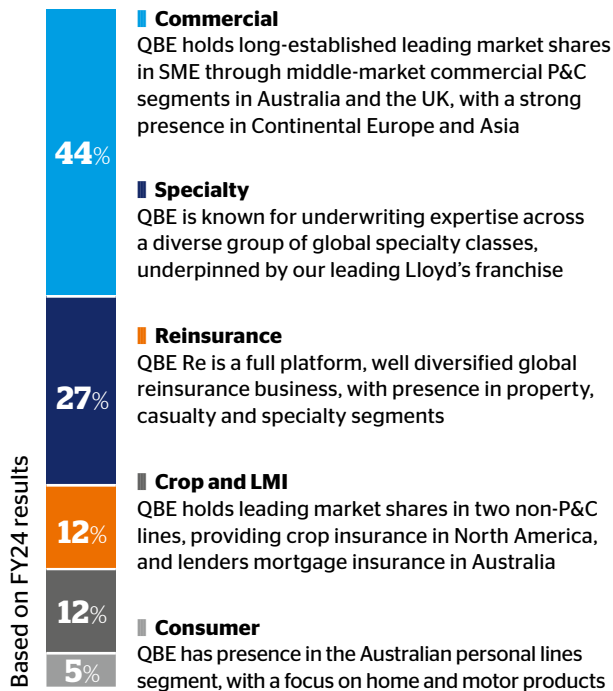 Commercial
QBE holds long-established leading market shares
in SME through middle-market commercial P&C
segments in Australia and the UK, with a strong
presence in Continental Europe and Asia
44%
Specialty
QBE is known for underwriting expertise across
a diverse group of global specialty classes,
underpinned by our leading Lloyd’s franchise
27%
Reinsurance
QBE Re is a full platform, well diversified global
reinsurance business, with presence in property,
casualty and specialty segments
12%
Crop and LMI
QBE holds leading market shares in two non-P&C
lines, providing crop insurance in North America,
and lenders mortgage insurance in Australia
12%
Consumer
QBE has presence in the Australian personal lines
segment, with a focus on home and motor products
5%
Based on FY24 results